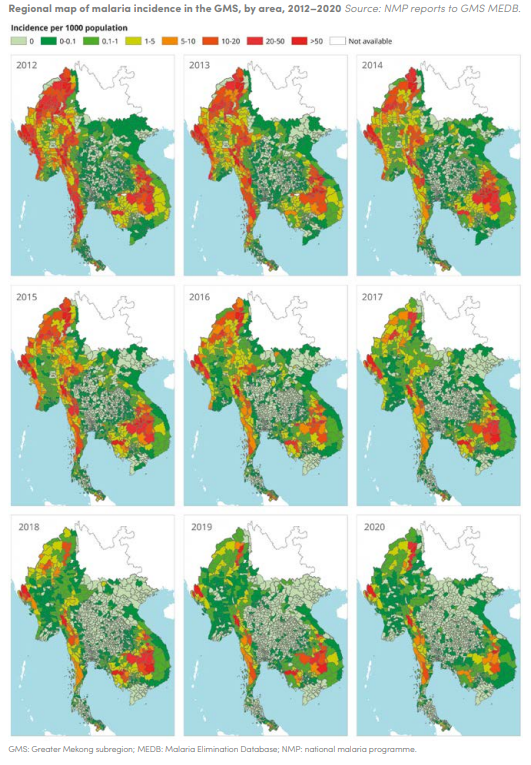 Regional map of malaria incidence in the GMS, by area, 2012–2020 Source: NMP reports to GMS MEDB.
Incidence per 1000 population
0 0-0.1 0.1-1 1-5 5-10 10-20 20-50 >50 Not available
2012 2013 2014
2015 2016 2017
2018 2019 2020
GMS: Greater Mekong subregion; MEDB: Malaria Elimination Database; NMP: national malaria programme.